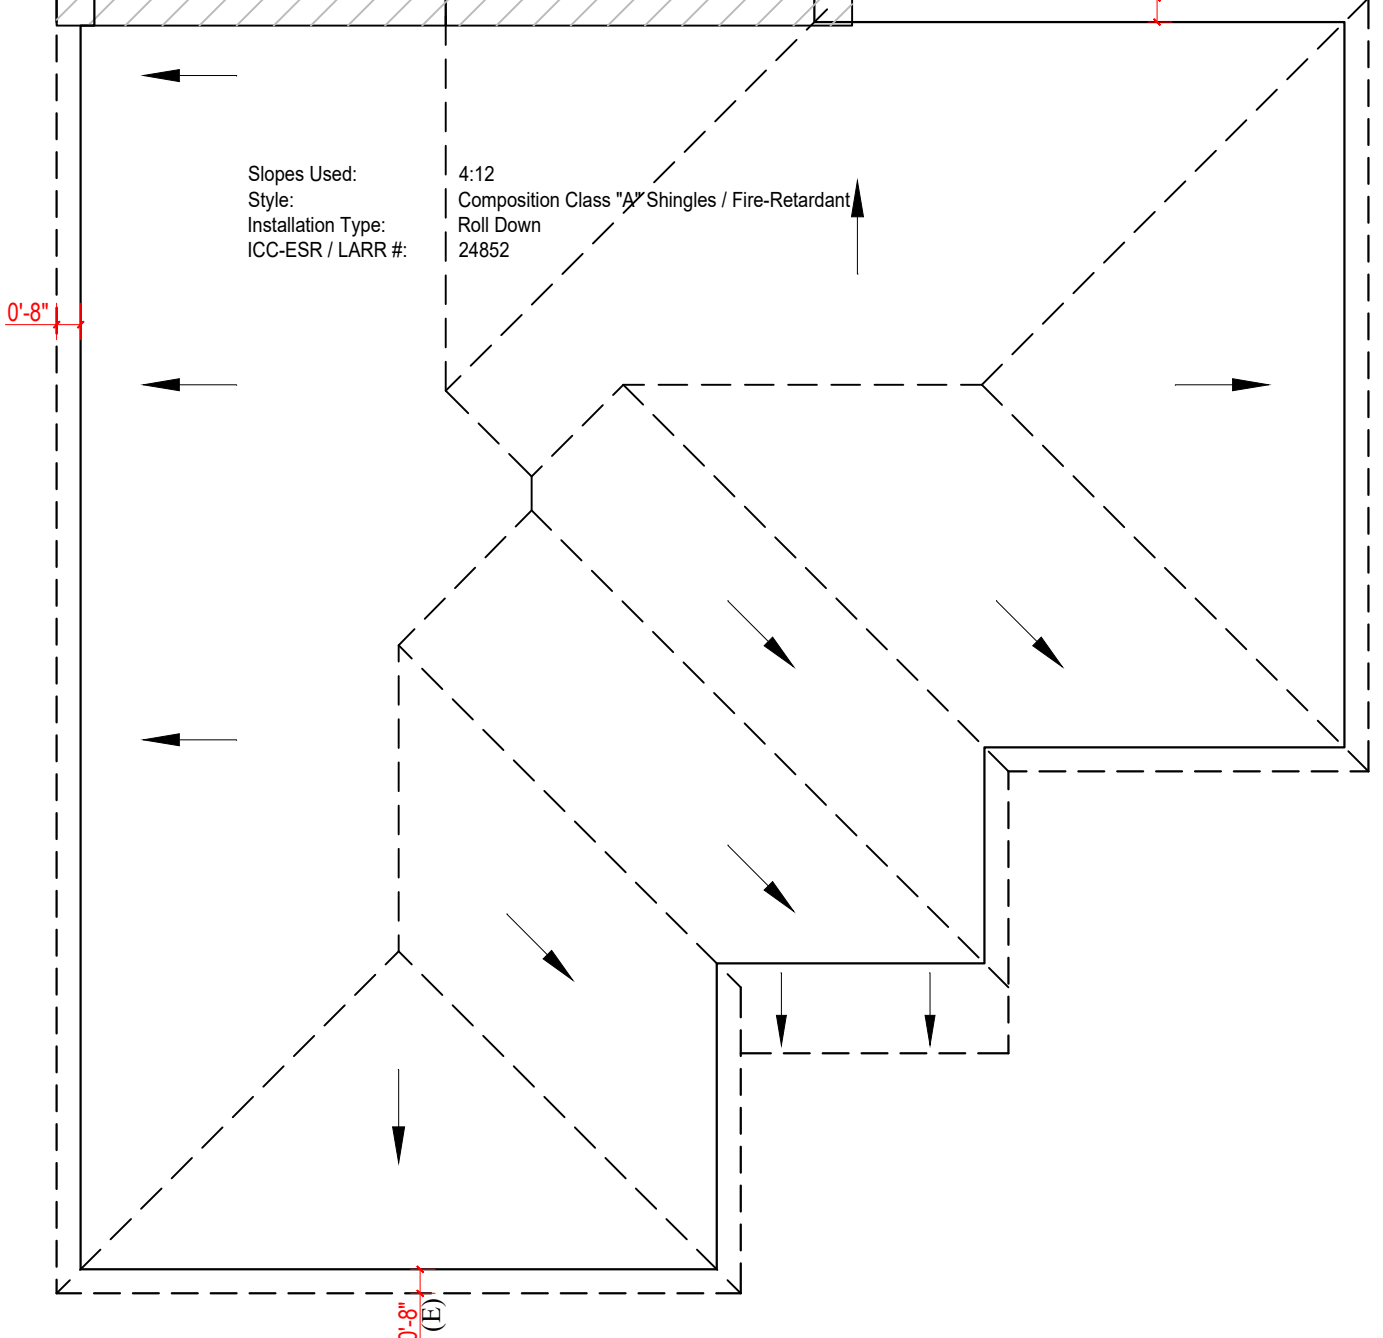 Slopes Used: 4:12
Style: Composition Class "A" Shingles / Fire-Retardant
Installation Type: Roll Down
ICC-ESR / LARR #: 24852
0'-8"
0'-8"
(E)